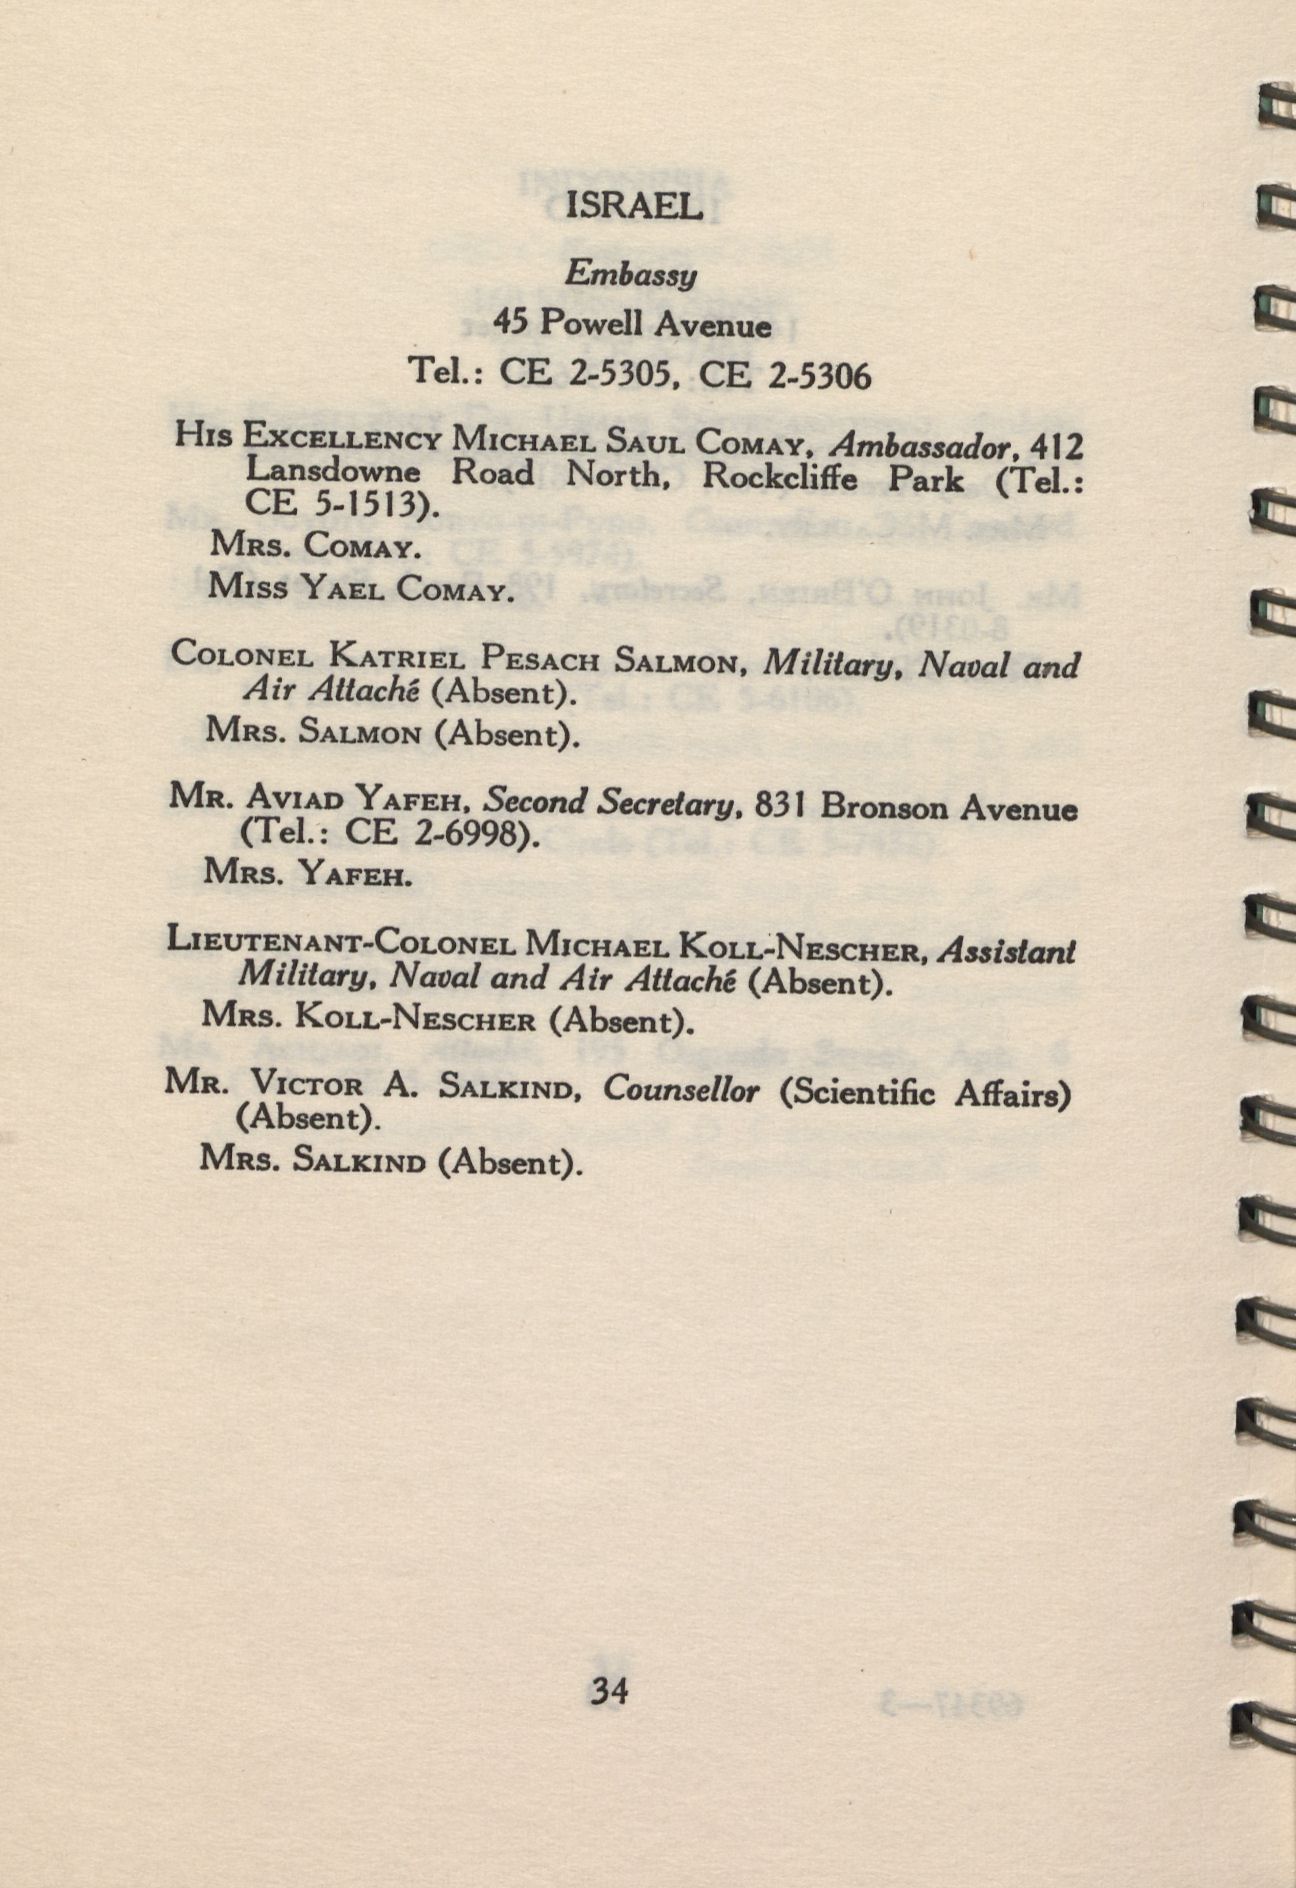 ISRAEL
Embassy
45 Powell Avenue
Tel.: CE 2-5305, CE 2-5306
HIS EXCELLENCY MICHAEL SAUL COMAY, Ambassador, 412
Lansdowne Road North, Rockcliffe Park (Tel.:
CE 5-1513).
MRS. COMAY.
MISS YAEL COMAY.
COLONEL KATRIEL PESACH SALMON, Military, Naval and
Air Attaché (Absent).
MRS. SALMON (Absent).
MR. AVIAD YAFEH, Second Secretary, 831 Bronson Avenue
(Tel.: CE 2-6998).
MRS. YAFEH.
LIEUTENANT-COLONEL MICHAEL KOLL-NESCHER, Assistant
Military, Naval and Air Attaché (Absent).
MRS. KOLL-NESCHER (Absent).
MR. VICTOR A. SALKIND, Counsellor (Scientific Affairs)
(Absent).
MRS. SALKIND (Absent).
34